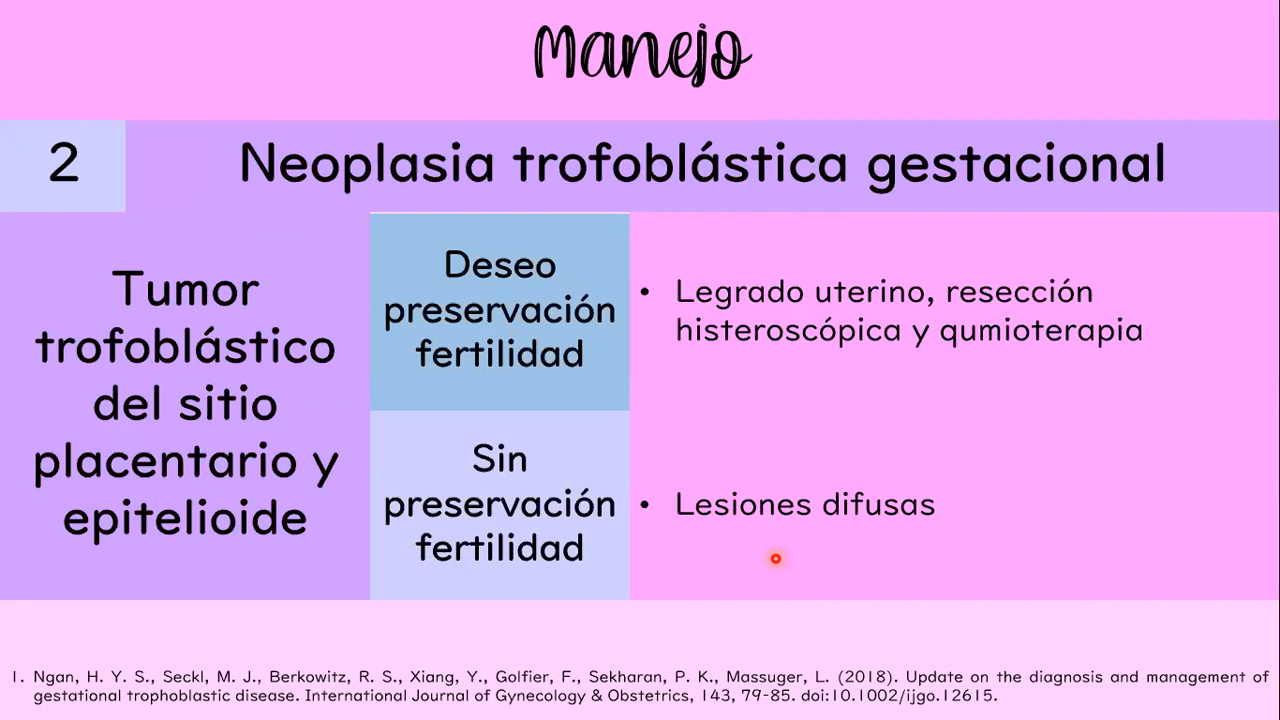 Manejo
2
Neoplasia trofoblástica gestacional
Tumor
trofoblástico
del sitio
placentario y
epitelioide
Deseo
preservación
fertilidad
• Legrado uterino, resección
histeroscópica y qumioterapia
Sin
preservación
fertilidad
• Lesiones difusas
1. Ngan, H. Y. S., Seckl, M. J., Berkowitz, R. S., Xiang, Y., Golfier, F., Sekharan, P. K., Massuger, L. (2018). Update on the diagnosis and management of
gestational trophoblastic disease. International Journal of Gynecology & Obstetrics, 143, 79-85. doi:10.1002/ijgo.12615.